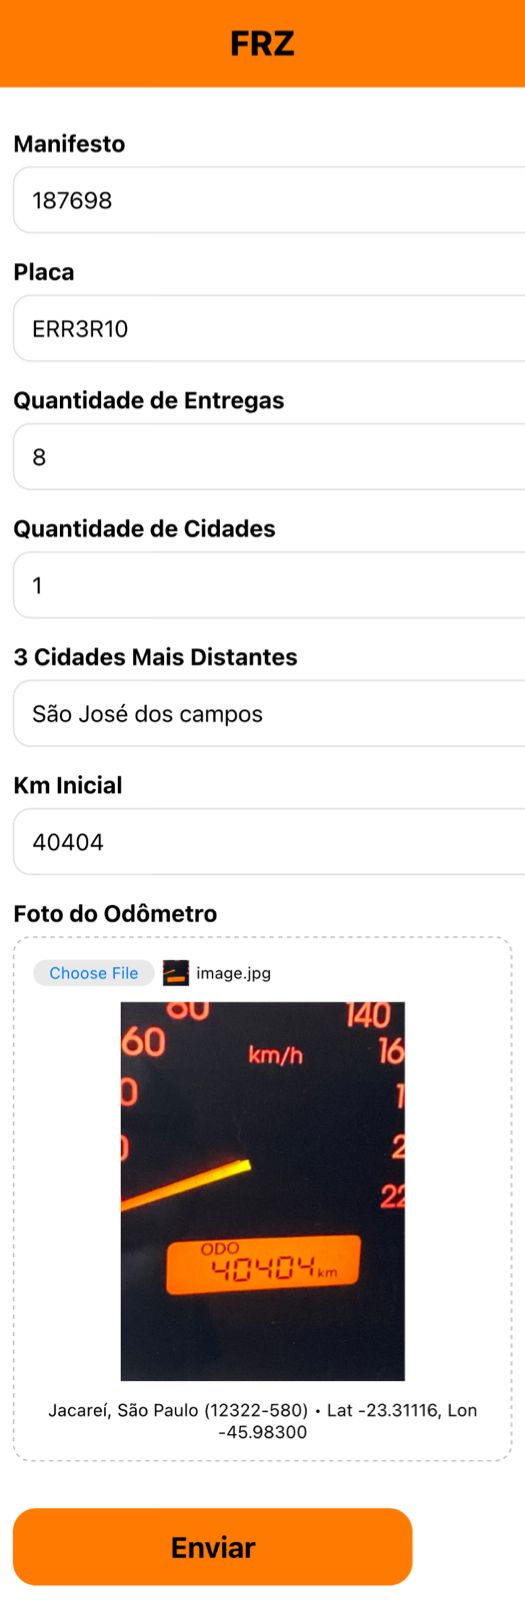 FRZ
Manifesto
187698
Placa
ERR3R10
Quantidade de Entregas
8
Quantidade de Cidades
1
3 Cidades Mais Distantes
São José dos campos
Km Inicial
40404
Foto do Odômetro
Choose File image.jpg
80 140
60 km/h 16
0 1
0 2
22
ODO
40404 km
Jacareí, São Paulo (12322-580) • Lat -23.31116, Lon
-45.98300
Enviar